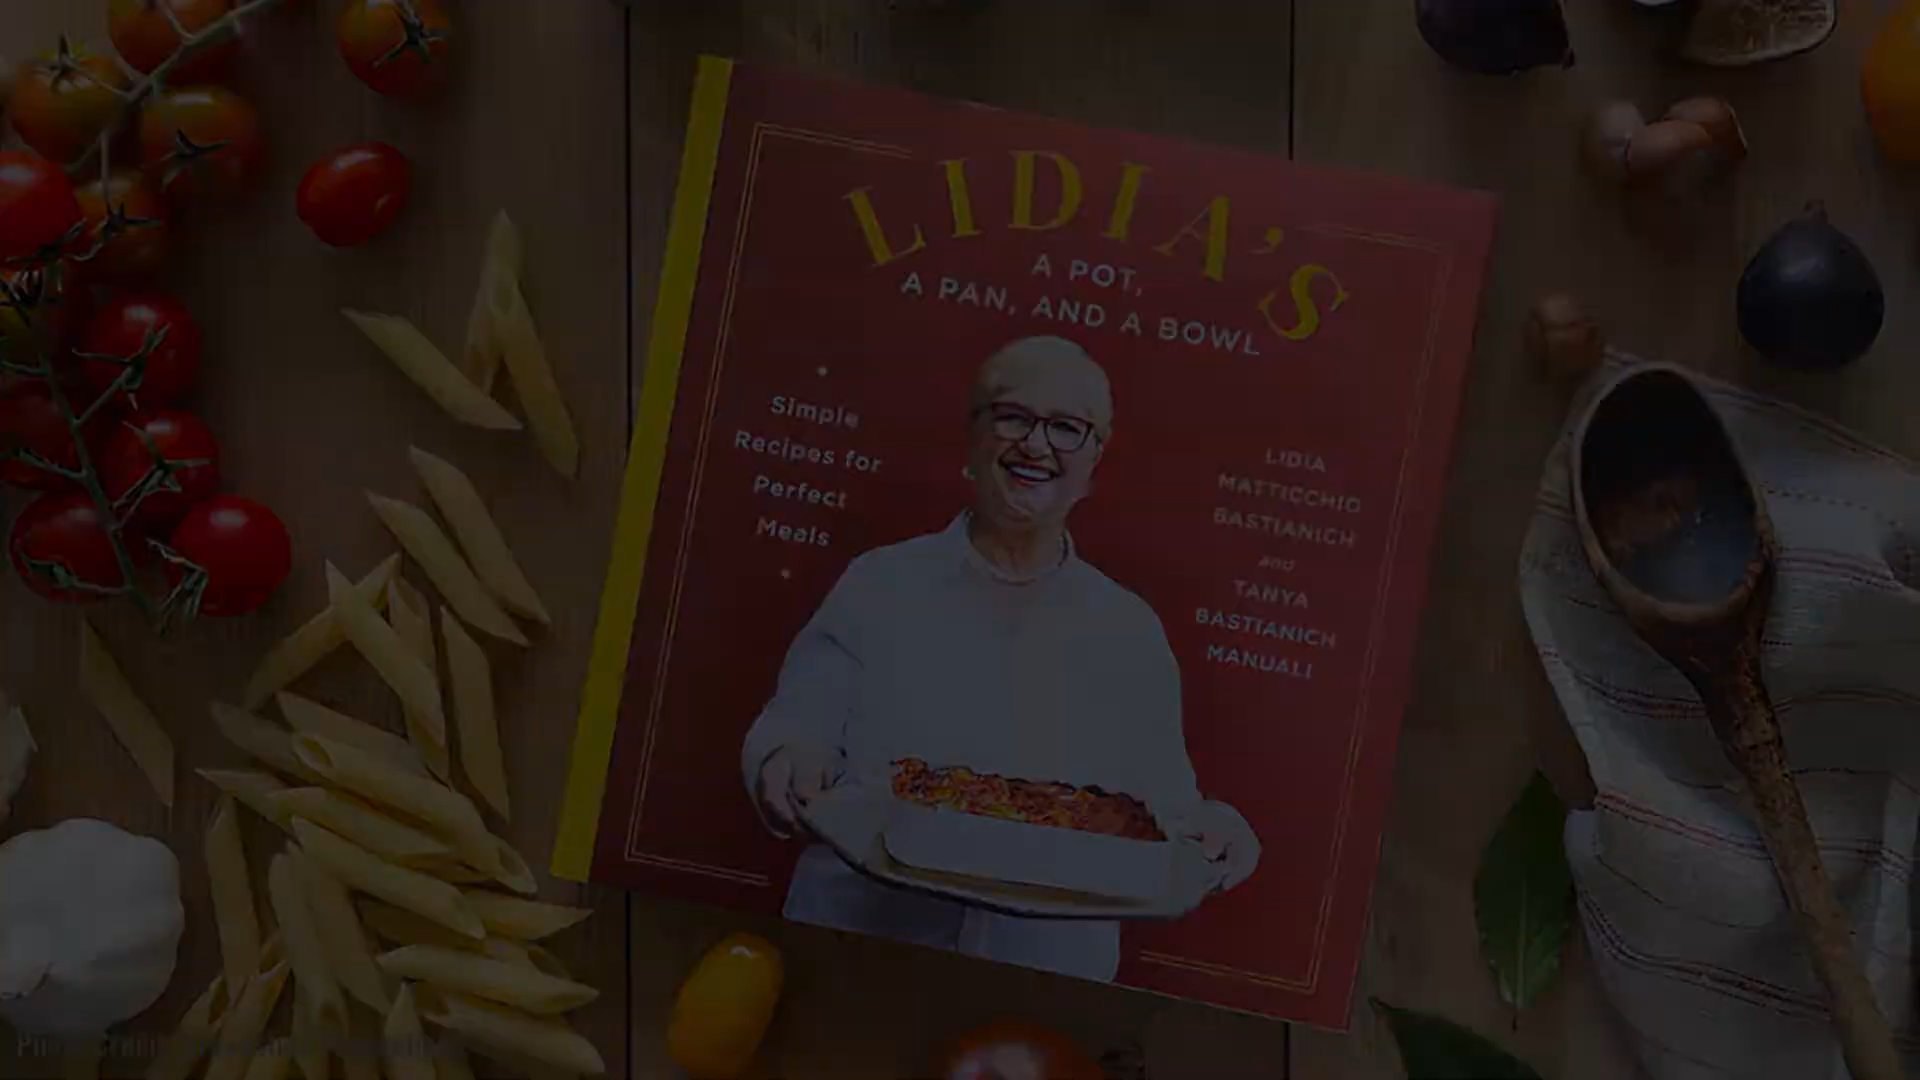 LIDIA'S
A POT,
A PAN, AND A BOWL
Simple
Recipes for
Perfect
Meals
LIDIA
MATTICCHIO
BASTIANICH
and
TANYA
BASTIANICH
MANUALI